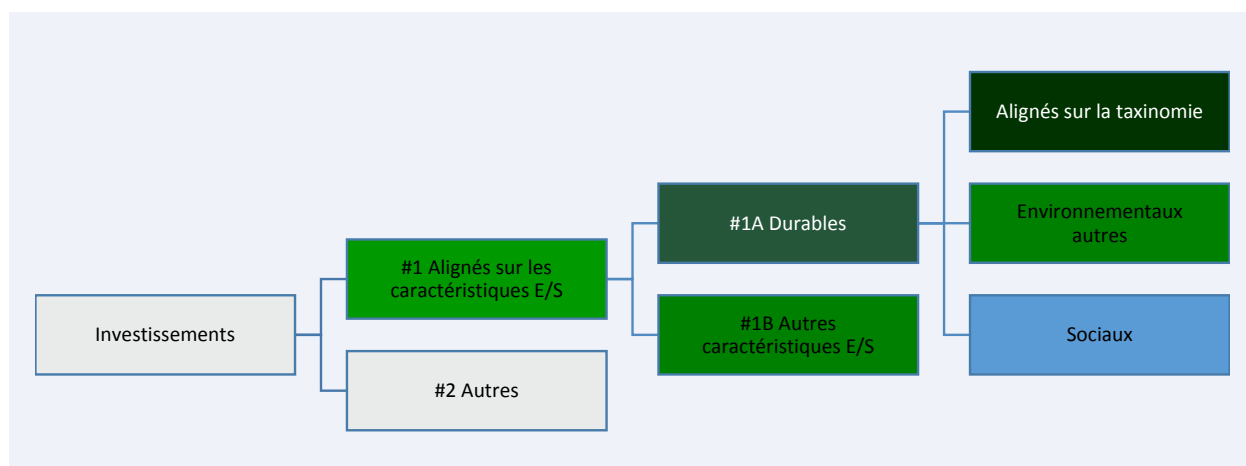 Investissements
#1 Alignés sur les
caractéristiques E/S
#2 Autres
#1A Durables
#1B Autres
caractéristiques E/S
Alignés sur la taxinomie
Environnementaux
autres
Sociaux